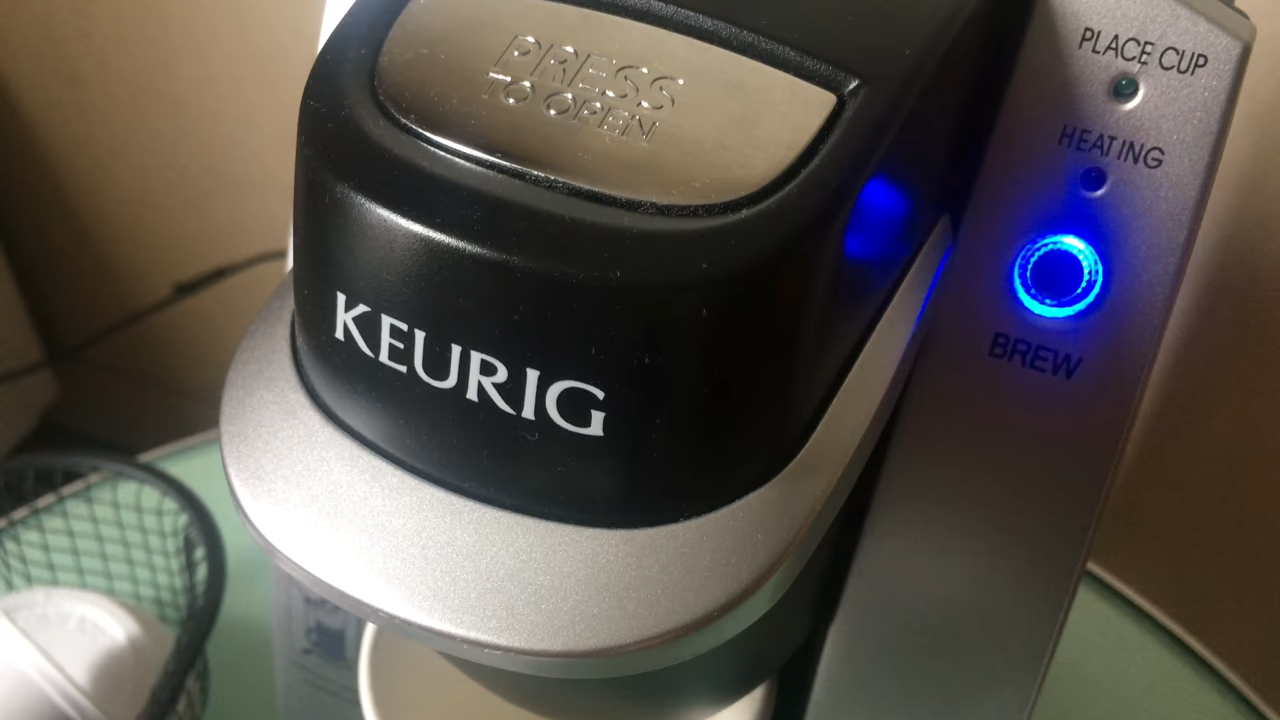 PRESS
TO OPEN
KEURIG
PLACE CUP
HEATING
BREW